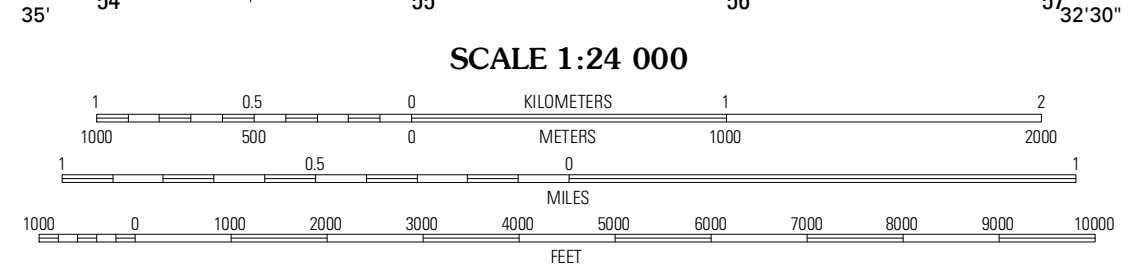 54 55 56 57
35' 32'30"
SCALE 1:24 000
1 0.5 0 KILOMETERS 1 2
1000 500 0 METERS 1000 2000
1 0.5 0 1
MILES
1000 0 1000 2000 3000 4000 5000 6000 7000 8000 9000 10000
FEET